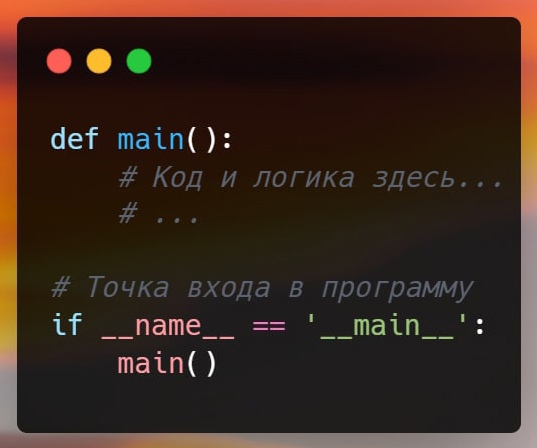 def main():
    # Код и логика здесь...
    # ...
# Точка входа в программу
if __name__ == '__main__':
    main()